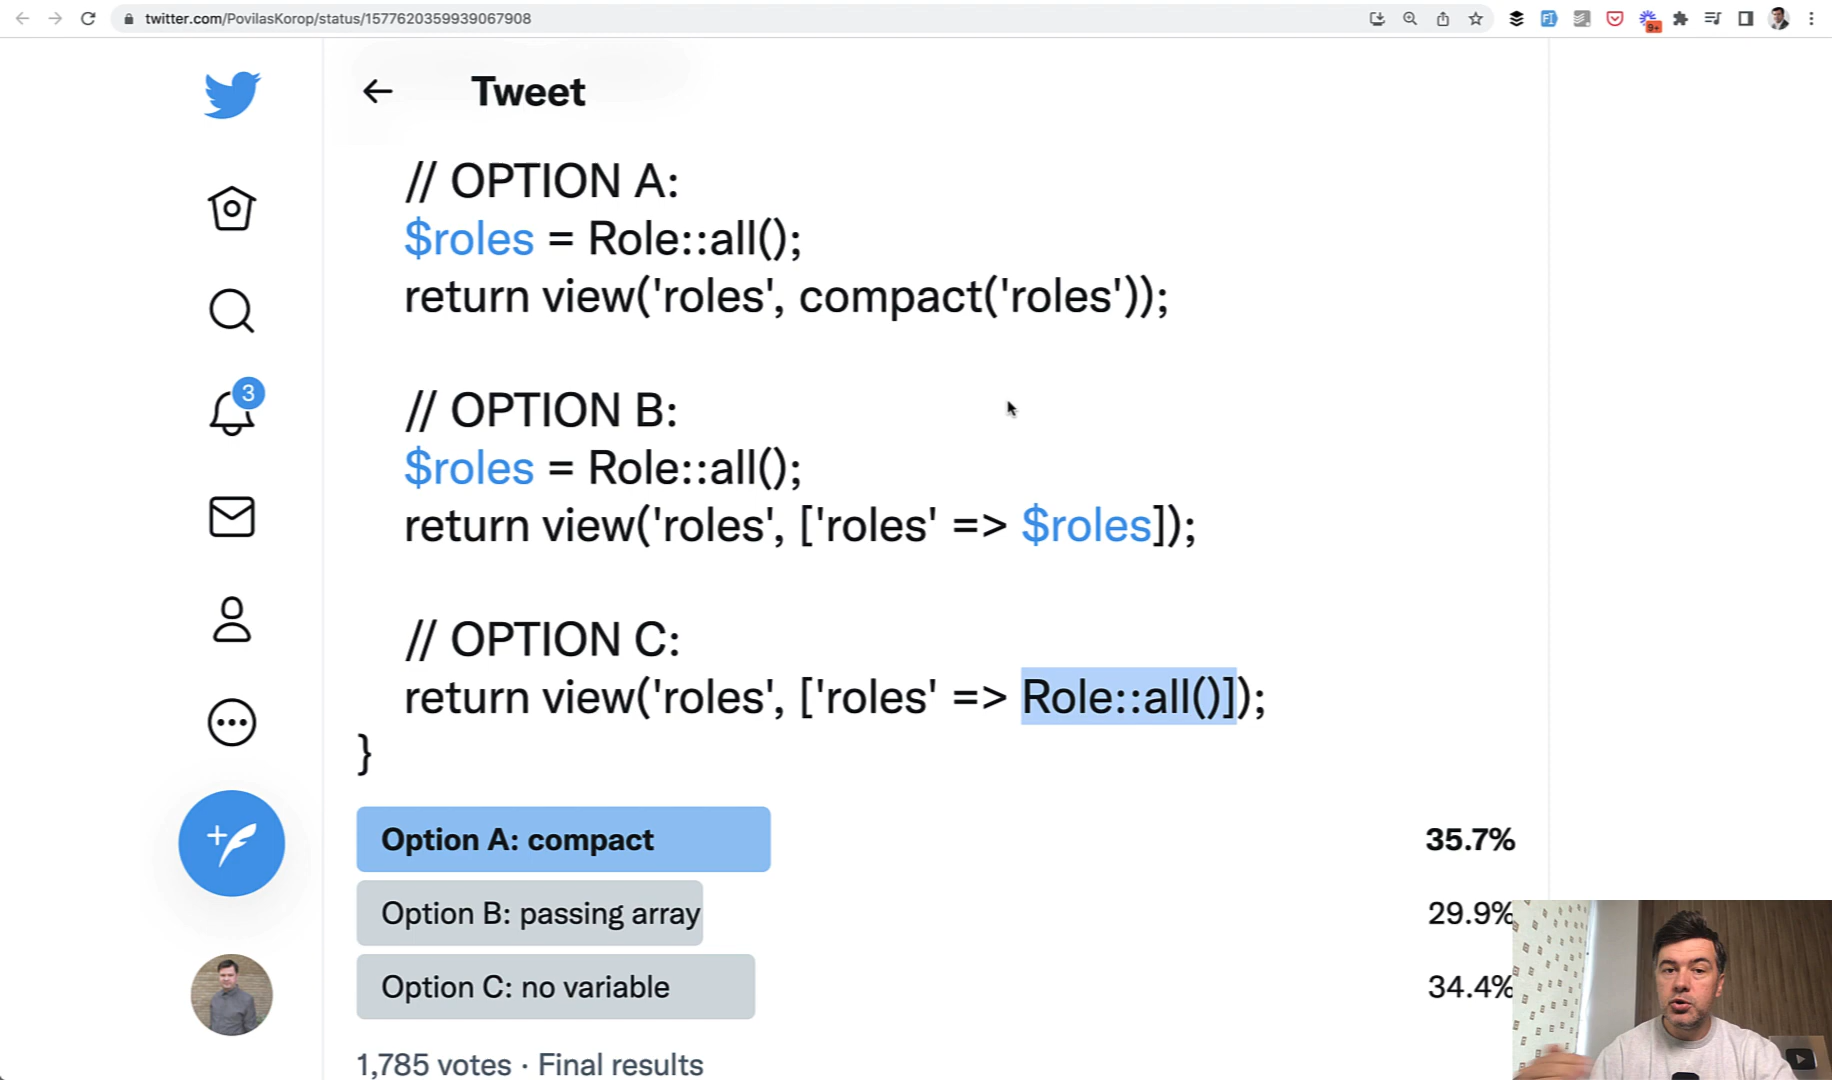 twitter.com/PovilasKorop/status/1577620359939067908
9+
Tweet
// OPTION A:
$roles = Role::all();
return view('roles', compact('roles'));
3
// OPTION B:
$roles = Role::all();
return view('roles', ['roles' => $roles]);
// OPTION C:
return view('roles', ['roles' => Role::all()]);
}
Option A: compact 35.7%
Option B: passing array 29.9%
Option C: no variable 34.4%
1,785 votes · Final results